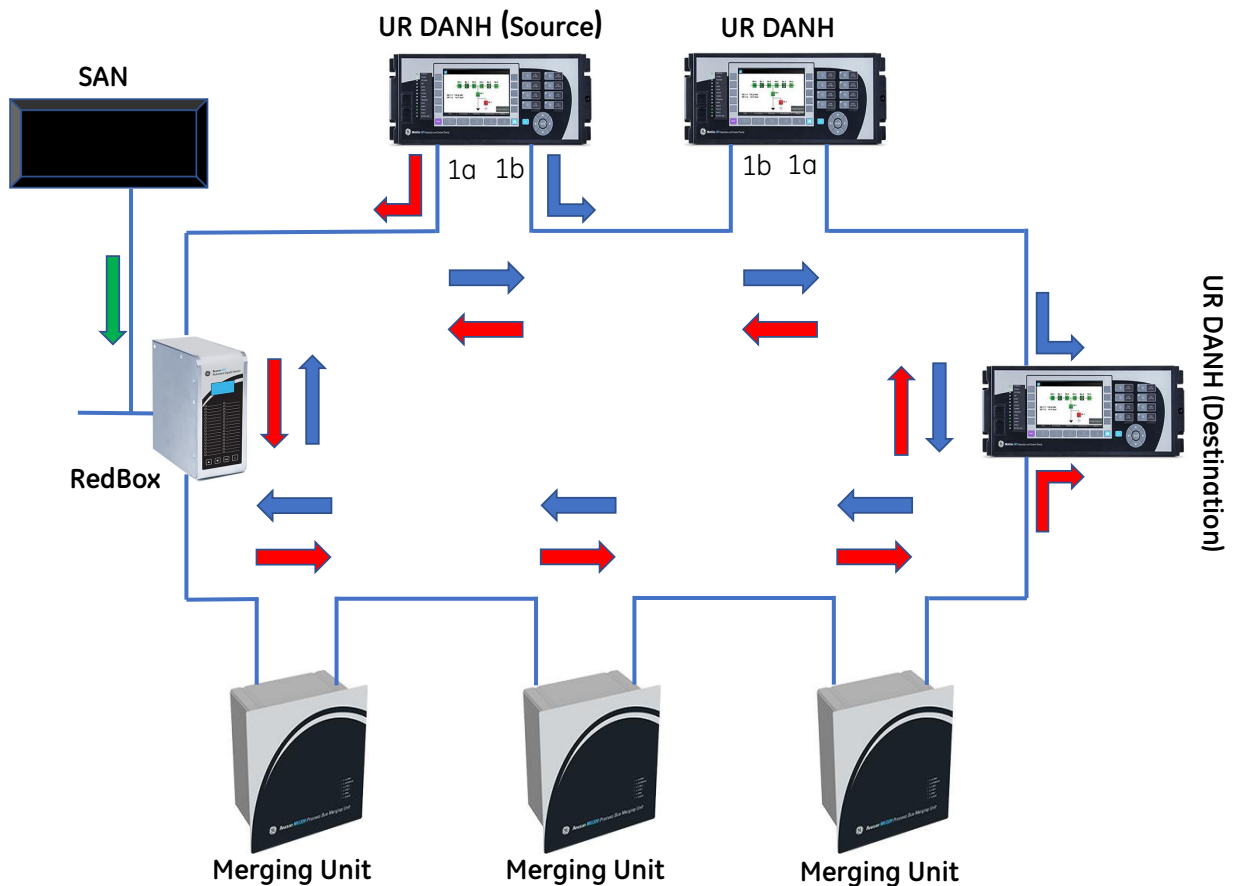 UR DANH (Source)
UR DANH
SAN
1a
1b
1b
1a
UR DANH (Destination)
RedBox
Merging Unit
Merging Unit
Merging Unit